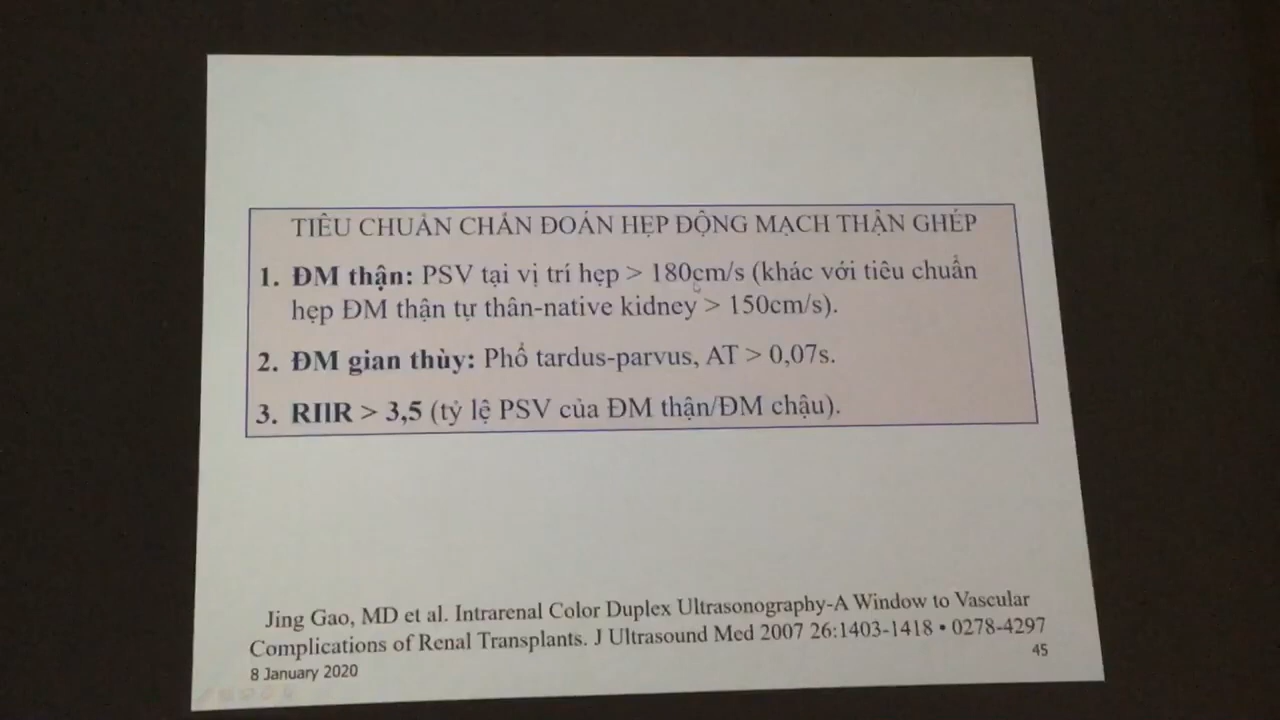 TIÊU CHUẨN CHẨN ĐOÁN HẸP ĐỘNG MẠCH THẬN GHÉP
1. ĐM thận: PSV tại vị trí hẹp > 180cm/s (khác với tiêu chuẩn
hẹp ĐM thận tự thân-native kidney > 150cm/s).
2. ĐM gian thùy: Phổ tardus-parvus, AT > 0,07s.
3. RIIR > 3,5 (tỷ lệ PSV của ĐM thận/ĐM chậu).
Jing Gao, MD et al. Intrarenal Color Duplex Ultrasonography-A Window to Vascular
Complications of Renal Transplants. J Ultrasound Med 2007 26:1403-1418 • 0278-4297
45
8 January 2020